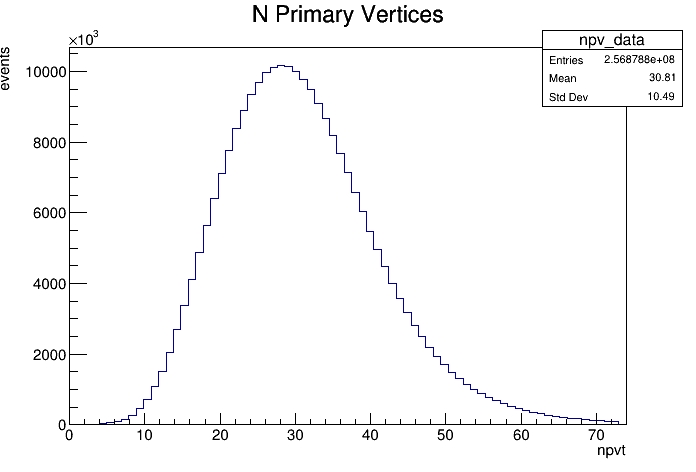 N Primary Vertices
×10³
events
npv_data
Entries 2.568788e+08
Mean 30.81
Std Dev 10.49
10000
8000
6000
4000
2000
0
0 10 20 30 40 50 60 70
npvt